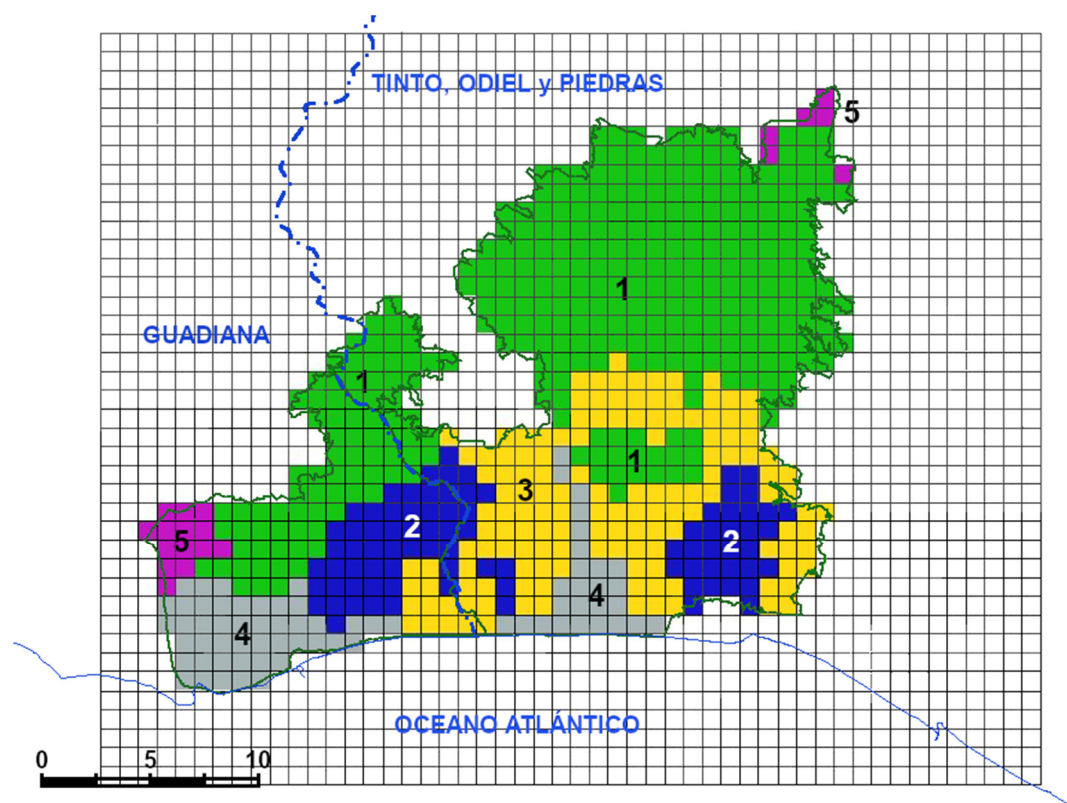 TINTO, ODIEL y PIEDRAS
5
1
GUADIANA
1
1
3
2
5
2
4
4
OCEANO ATLÁNTICO
0 5 10